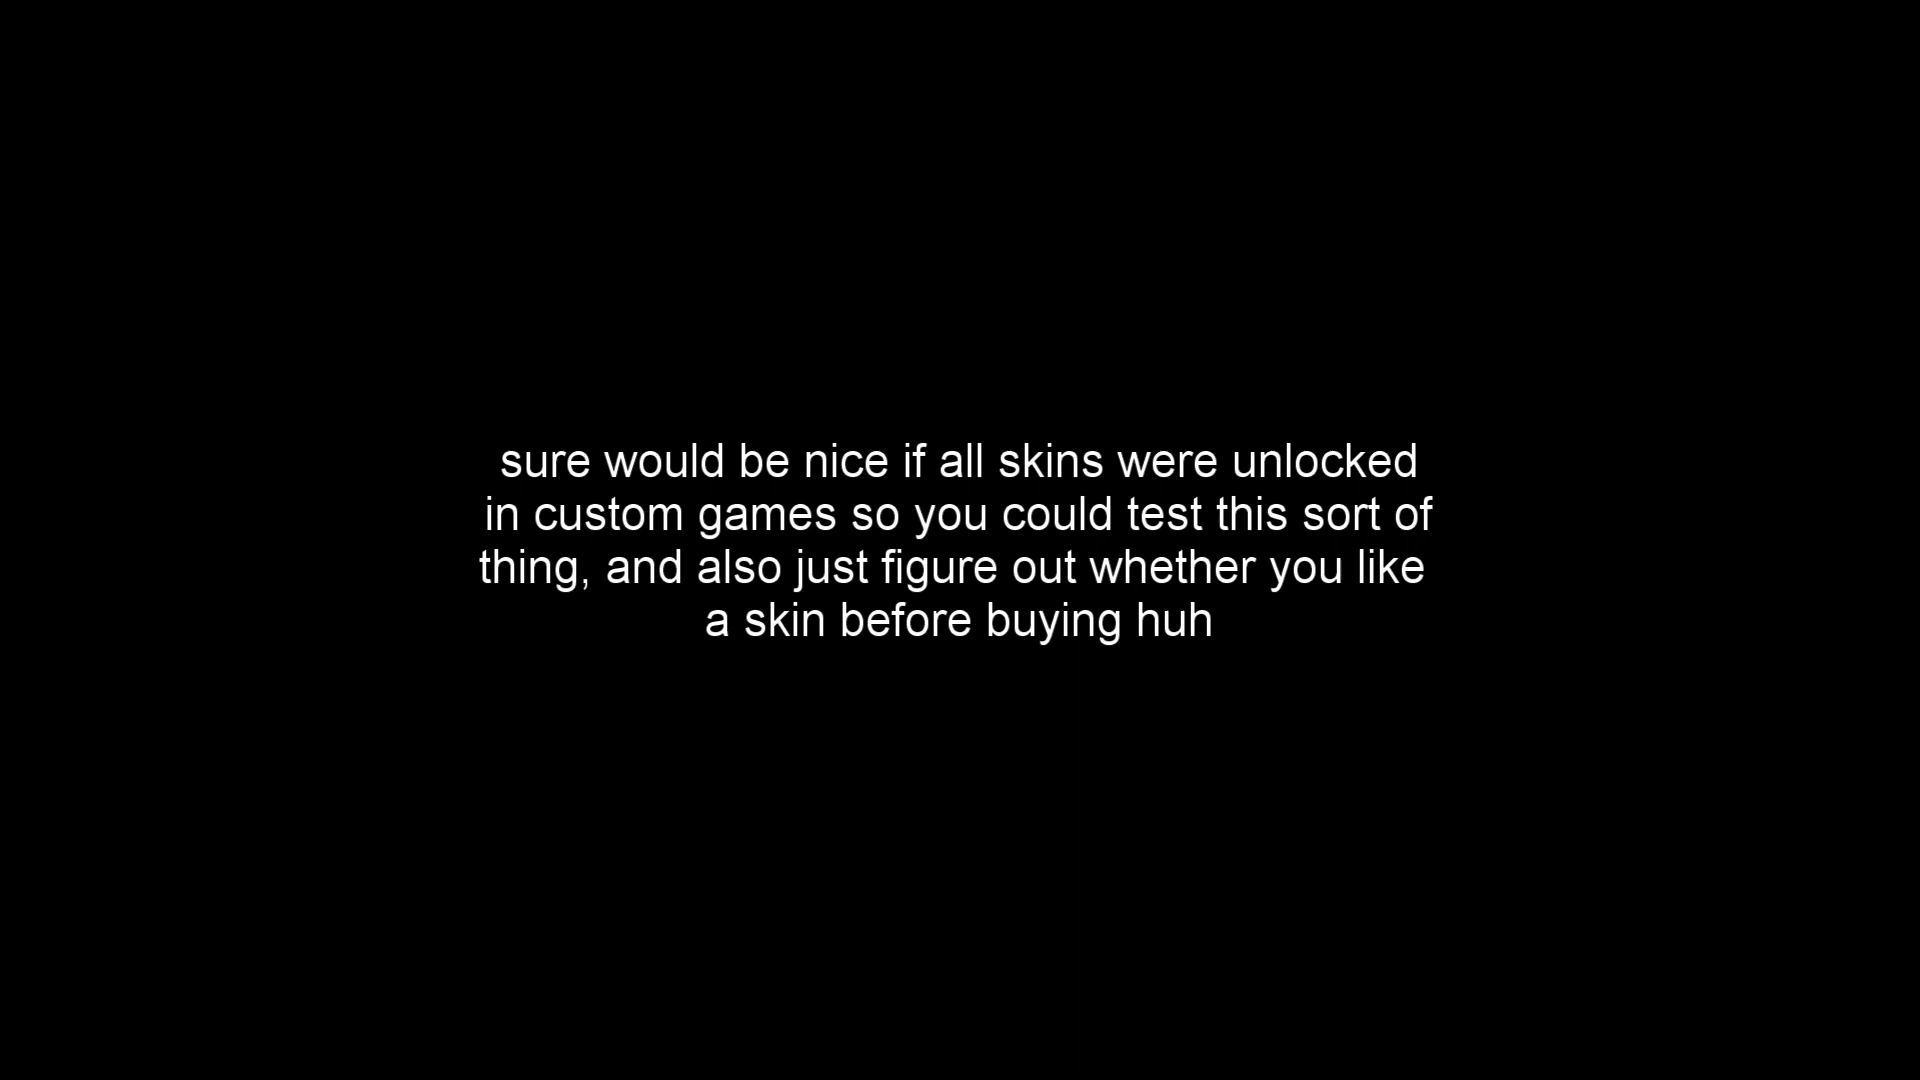 sure would be nice if all skins were unlocked
in custom games so you could test this sort of
thing, and also just figure out whether you like
a skin before buying huh